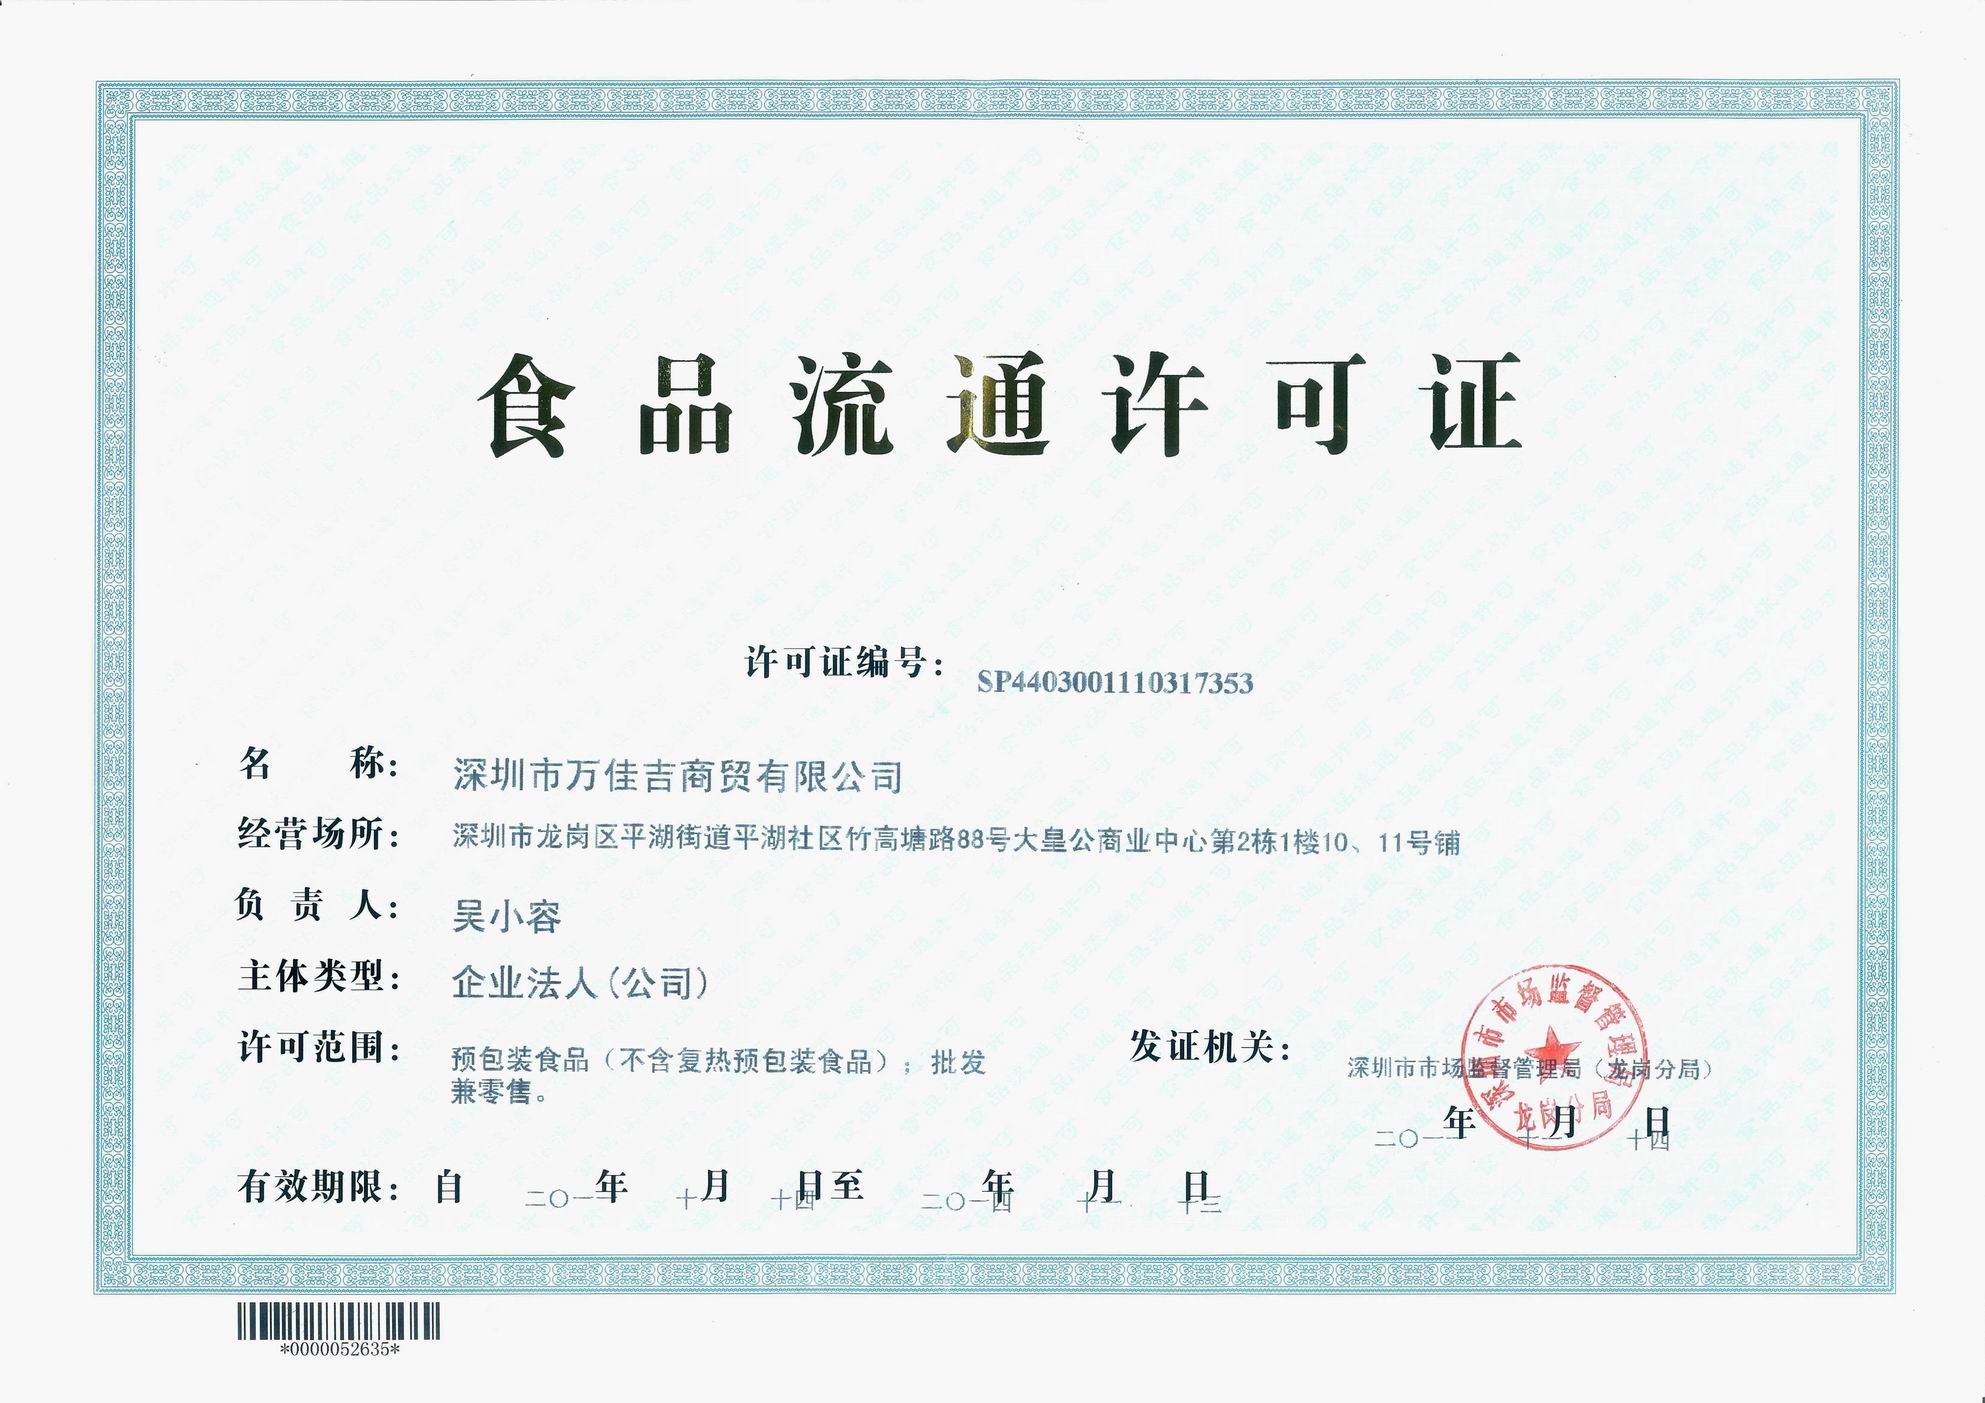 食品流通许可证
许可证编号： SP4403001110317353
名称： 深圳市万佳吉商贸有限公司
经营场所： 深圳市龙岗区平湖街道平湖社区竹高塘路88号大皇公商业中心第2栋1楼10、11号铺
负责人： 吴小容
主体类型： 企业法人(公司)
许可范围： 预包装食品（不含复热预包装食品）；批发
兼零售。
发证机关： 深圳市市场监督管理局（龙岗分局）
二〇一一年十一月十四日
有效期限： 自二〇一一年十一月十四日至二〇一四年十一月十三日
深圳市市场监督管理局
龙岗分局
*0000052635*